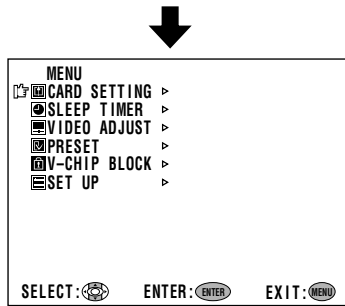 MENU
CARD SETTING
SLEEP TIMER
VIDEO ADJUST
PRESET
V-CHIP BLOCK
SET UP
SELECT: ENTER: ENTER EXIT: MENU